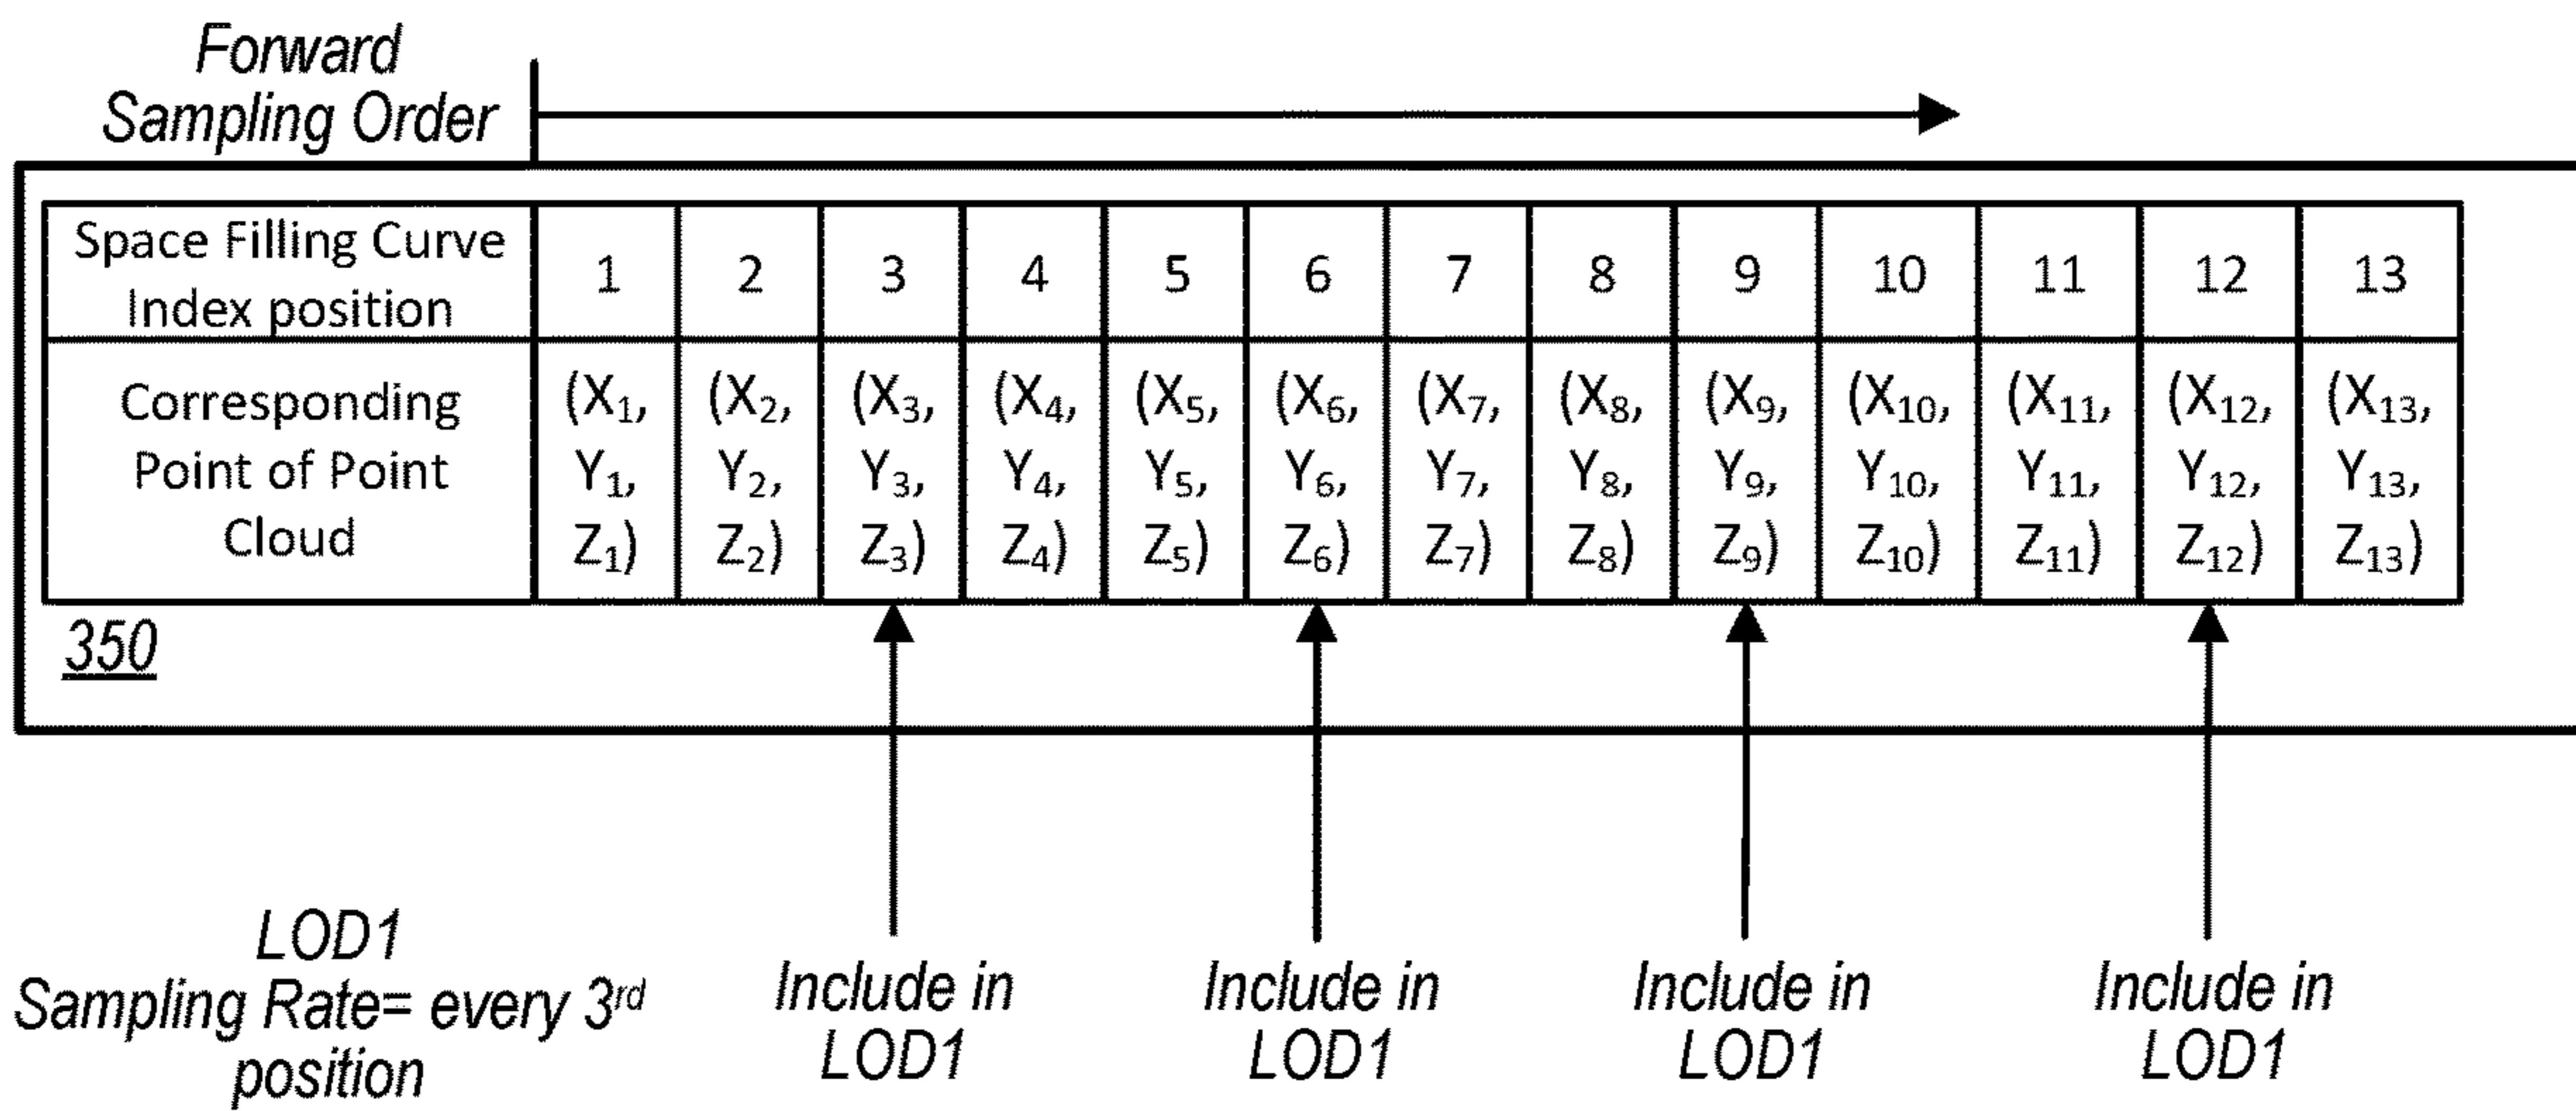 Forward
Sampling Order
Space Filling Curve
Index position
1 2 3 4 5 6 7 8 9 10 11 12 13
Corresponding
Point of Point
Cloud
(X₁, (X₂, (X₃, (X₄, (X₅, (X₆, (X₇, (X₈, (X₉, (X₁₀, (X₁₁, (X₁₂, (X₁₃,
Y₁, Y₂, Y₃, Y₄, Y₅, Y₆, Y₇, Y₈, Y₉, Y₁₀, Y₁₁, Y₁₂, Y₁₃,
Z₁) Z₂) Z₃) Z₄) Z₅) Z₆) Z₇) Z₈) Z₉) Z₁₀) Z₁₁) Z₁₂) Z₁₃)
350
LOD1
Sampling Rate= every 3rd
position
Include in
LOD1
Include in
LOD1
Include in
LOD1
Include in
LOD1